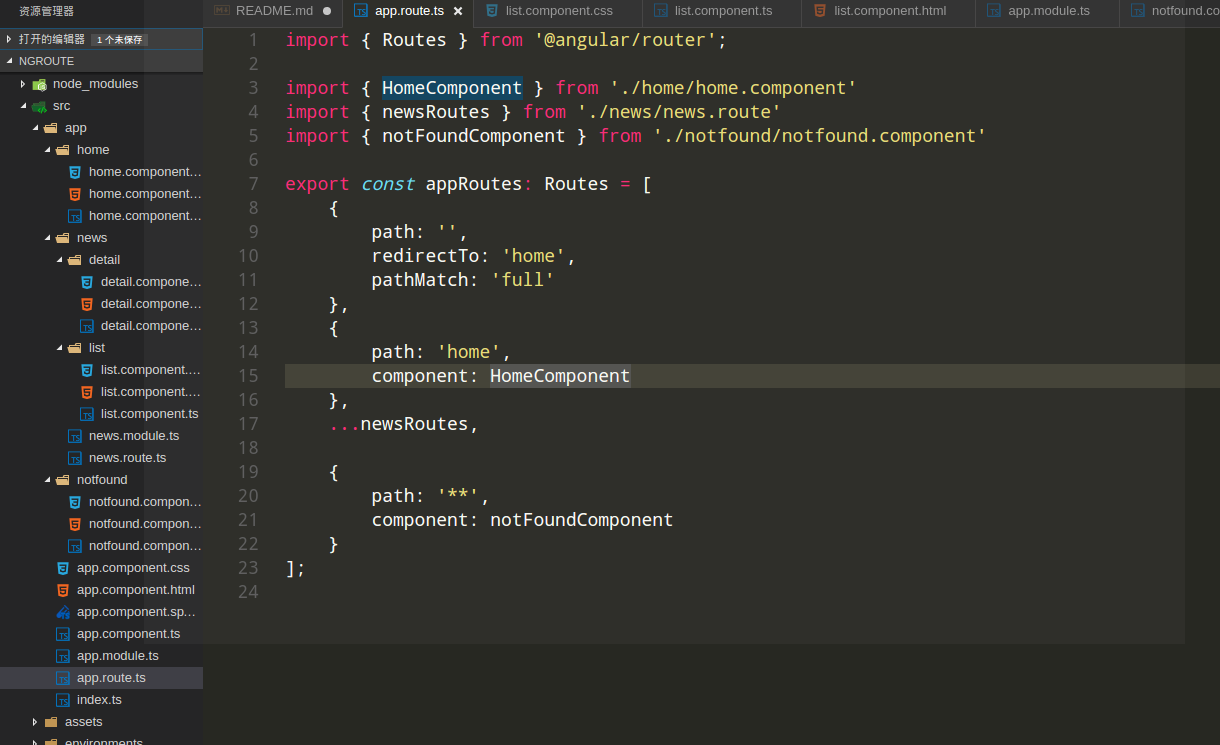 资源管理器
打开的编辑器 1 个未保存
NGROUTE
node_modules
src
app
home
home.component...
home.component...
home.component...
news
detail
detail.compone...
detail.compone...
detail.compone...
list
list.component....
list.component....
list.component.ts
news.module.ts
news.route.ts
notfound
notfound.compon...
notfound.compon...
notfound.compon...
app.component.css
app.component.html
app.component.sp...
app.component.ts
app.module.ts
app.route.ts
index.ts
assets
environments
README.md
app.route.ts
list.component.css
list.component.ts
list.component.html
app.module.ts
notfound.co
1 import { Routes } from '@angular/router';
2
3 import { HomeComponent } from './home/home.component'
4 import { newsRoutes } from './news/news.route'
5 import { notFoundComponent } from './notfound/notfound.component'
6
7 export const appRoutes: Routes = [
8 {
9 path: '',
10 redirectTo: 'home',
11 pathMatch: 'full'
12 },
13 {
14 path: 'home',
15 component: HomeComponent
16 },
17 ...newsRoutes,
18
19 {
20 path: '**',
21 component: notFoundComponent
22 }
23 ];
24